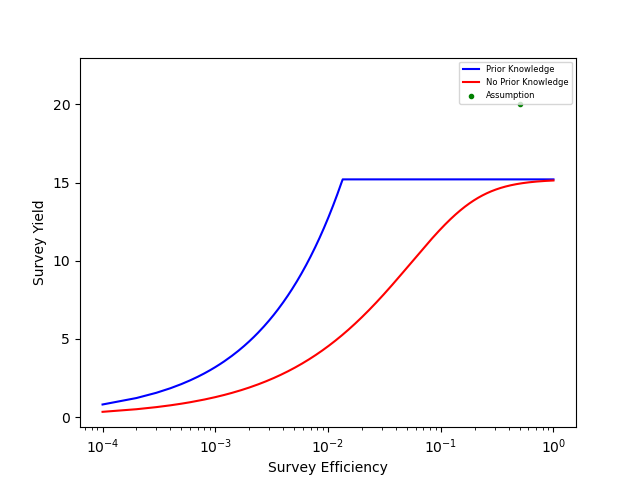 Prior Knowledge
No Prior Knowledge
Assumption
Survey Yield
20
15
10
5
0
10⁻⁴
10⁻³
10⁻²
10⁻¹
10⁰
Survey Efficiency